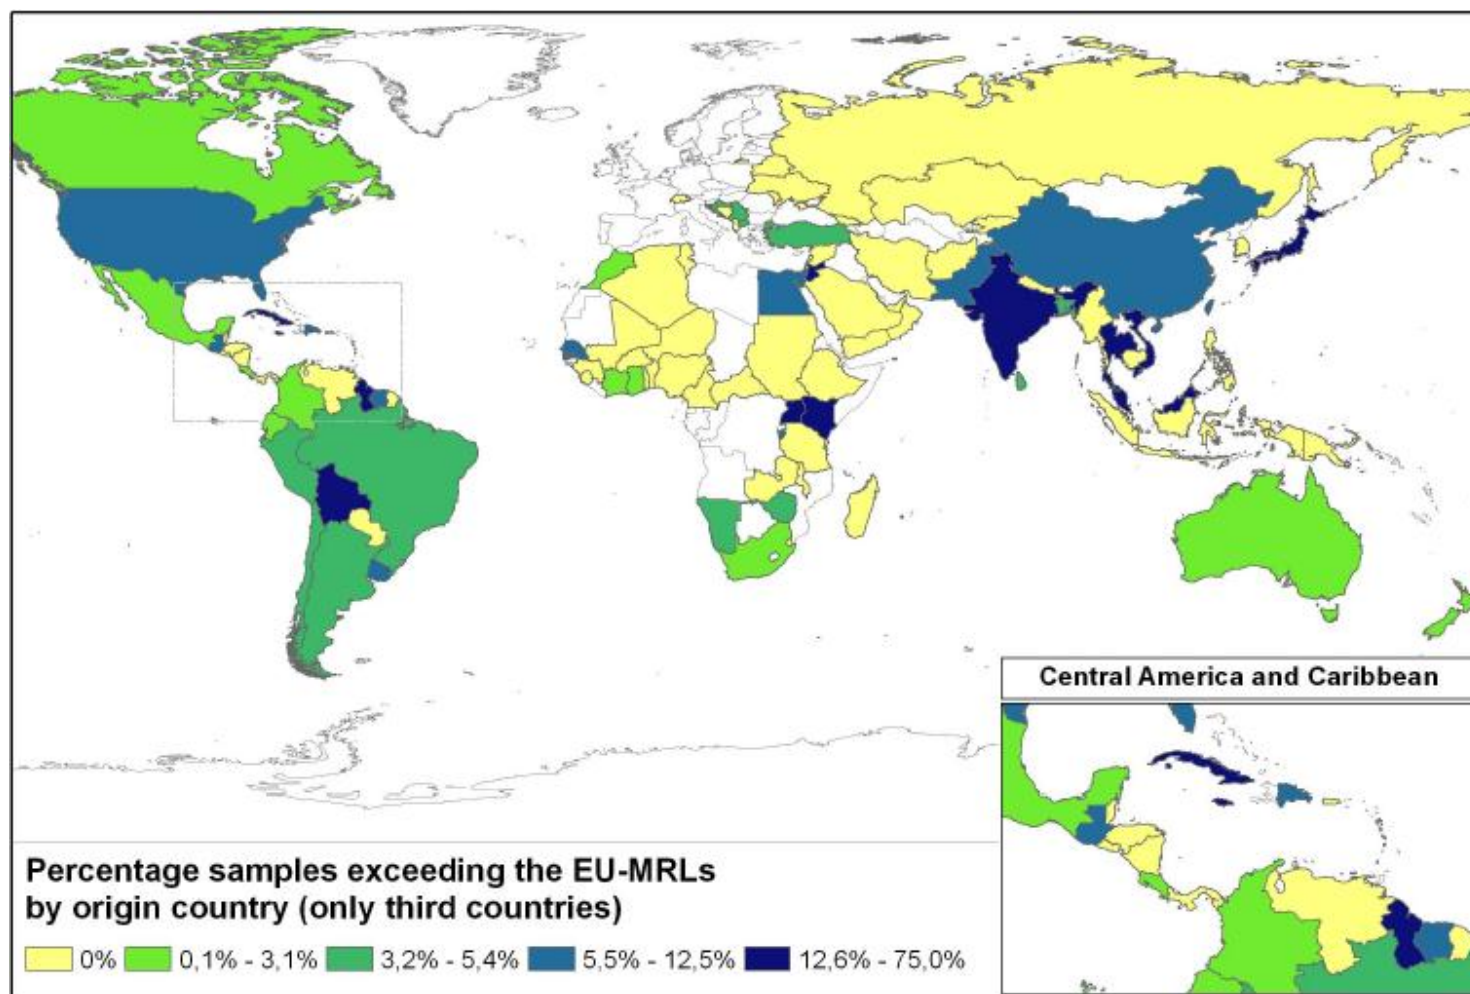 Central America and Caribbean
Percentage samples exceeding the EU-MRLs
by origin country (only third countries)
0% 0,1% - 3,1% 3,2% - 5,4% 5,5% - 12,5% 12,6% - 75,0%